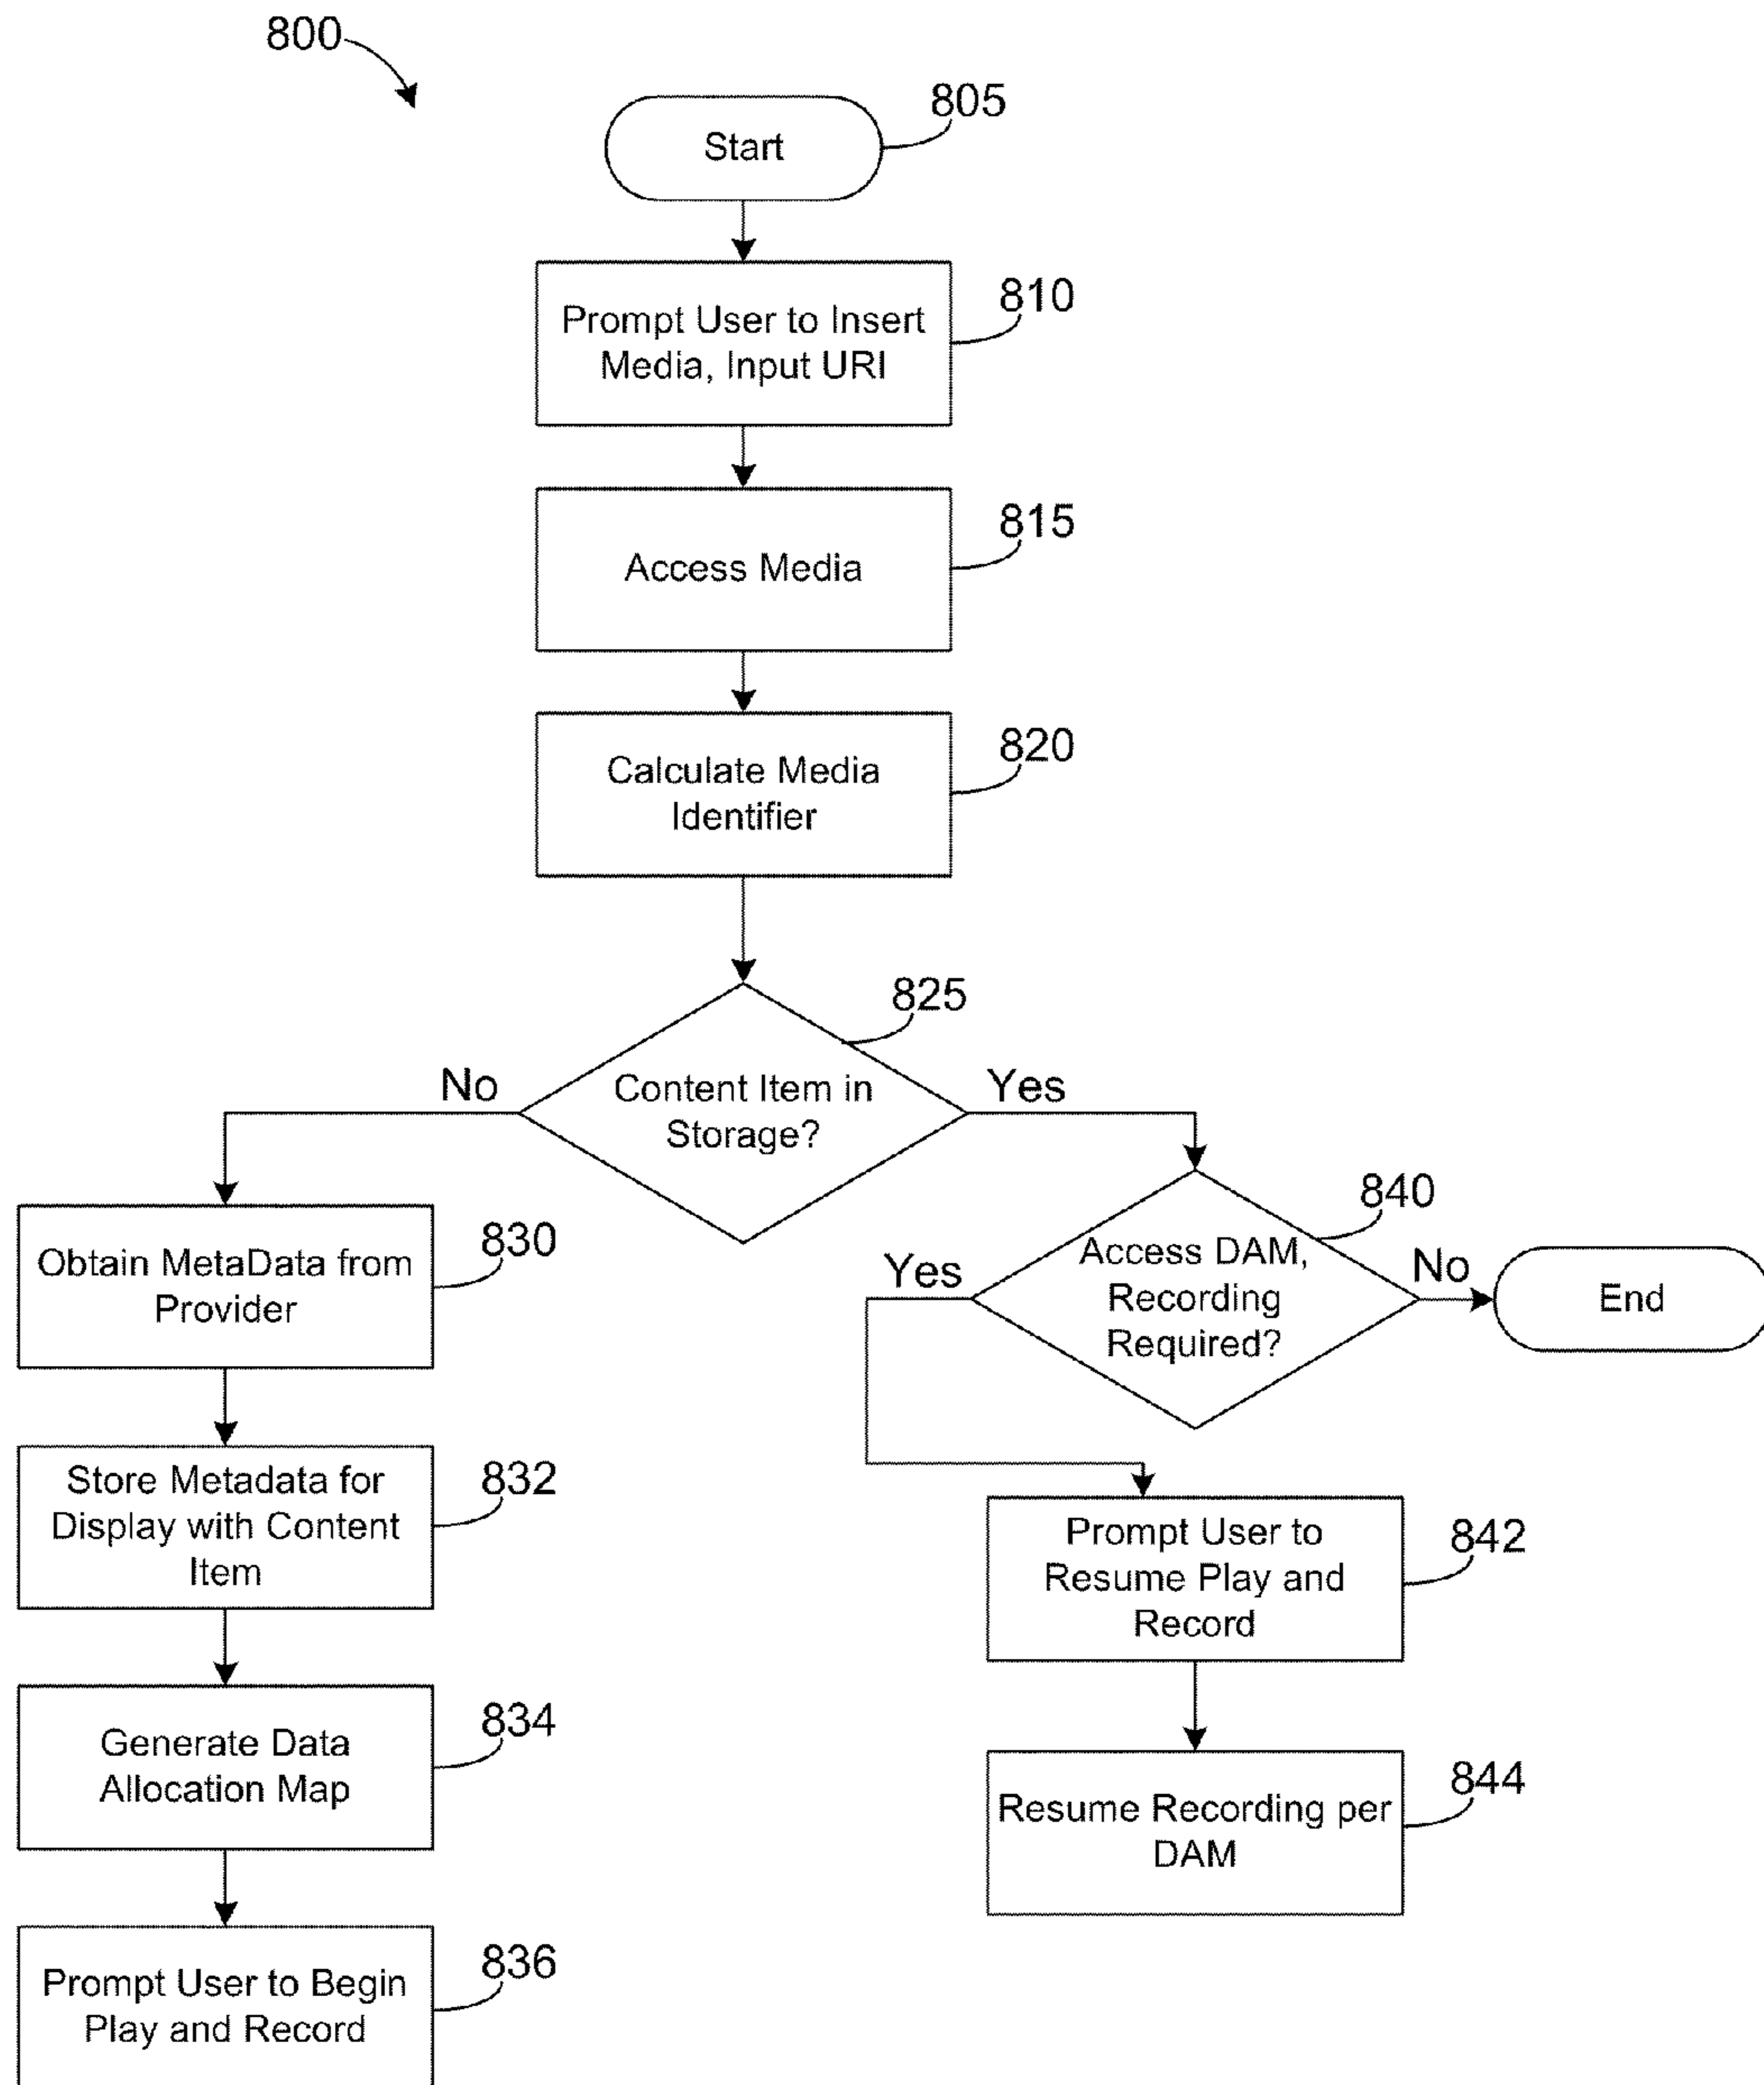 800
805
Start
810
Prompt User to Insert
Media, Input URI
815
Access Media
820
Calculate Media
Identifier
825
Content Item in
Storage?
No
Yes
830
Obtain MetaData from
Provider
840
Access DAM,
Recording
Required?
Yes
No
End
832
Store Metadata for
Display with Content
Item
842
Prompt User to
Resume Play and
Record
834
Generate Data
Allocation Map
844
Resume Recording per
DAM
836
Prompt User to Begin
Play and Record